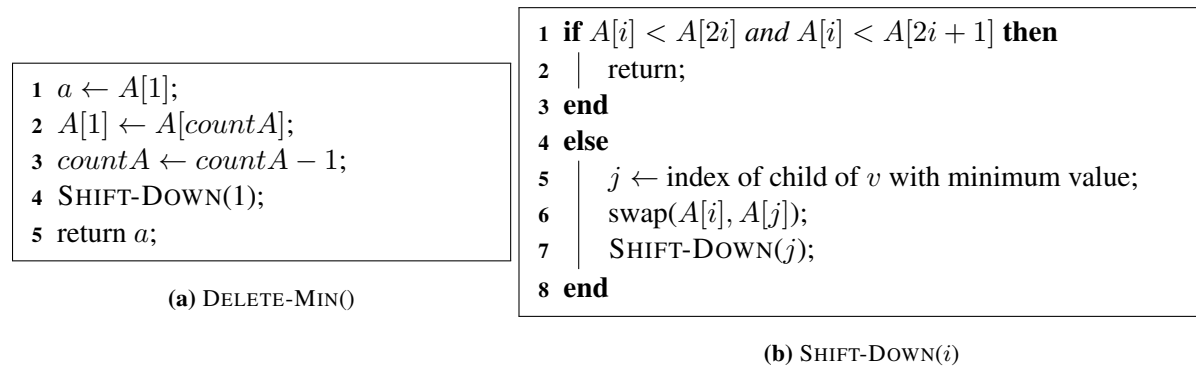 1 a ← A[1];
2 A[1] ← A[countA];
3 countA ← countA − 1;
4 SHIFT-DOWN(1);
5 return a;
(a) DELETE-MIN()
1 if A[i] < A[2i] and A[i] < A[2i + 1] then
2 return;
3 end
4 else
5 j ← index of child of v with minimum value;
6 swap(A[i], A[j]);
7 SHIFT-DOWN(j);
8 end
(b) SHIFT-DOWN(i)